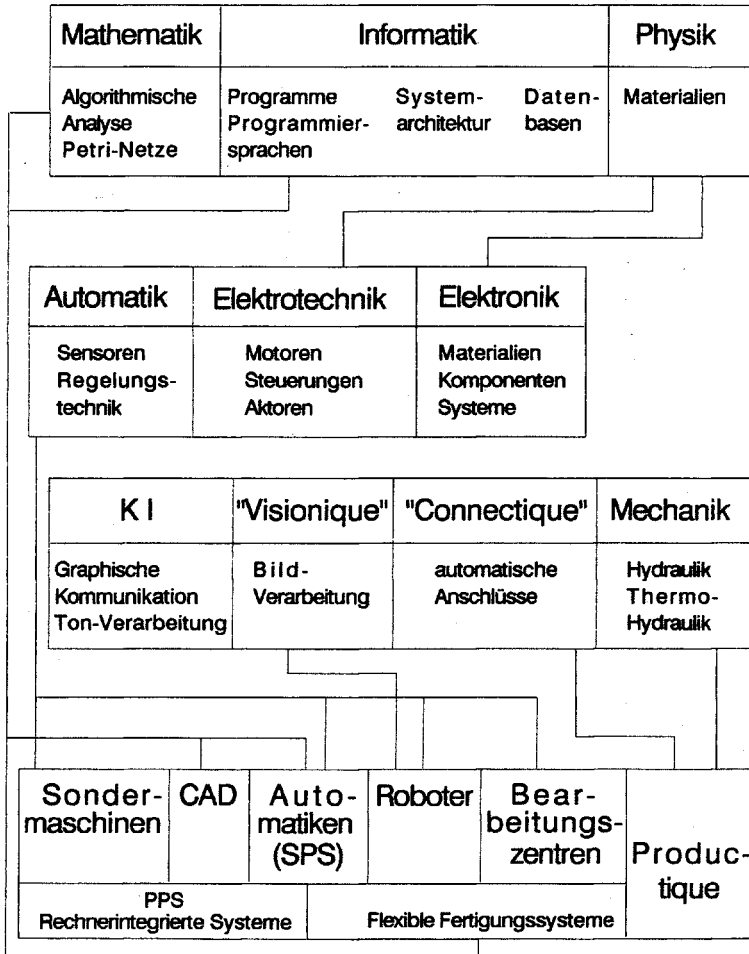 Mathematik
Informatik
Physik
Algorithmische
Analyse
Petri-Netze
Programme
Programmier-
sprachen
System-
architektur
Daten-
basen
Materialien
Automatik
Elektrotechnik
Elektronik
Sensoren
Regelungs-
technik
Motoren
Steuerungen
Aktoren
Materialien
Komponenten
Systeme
KI
"Visionique"
"Connectique"
Mechanik
Graphische
Kommunikation
Ton-Verarbeitung
Bild-
Verarbeitung
automatische
Anschlüsse
Hydraulik
Thermo-
Hydraulik
Sonder-
maschinen
CAD
Auto-
matiken
(SPS)
Roboter
Bear-
beitungs-
zentren
Produc-
tique
PPS
Rechnerintegrierte Systeme
Flexible Fertigungssysteme